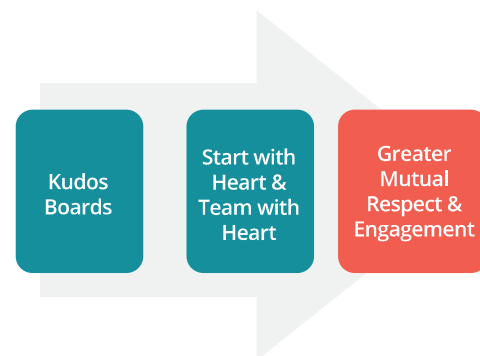 Kudos
Boards
Start with
Heart &
Team with
Heart
Greater
Mutual
Respect &
Engagement